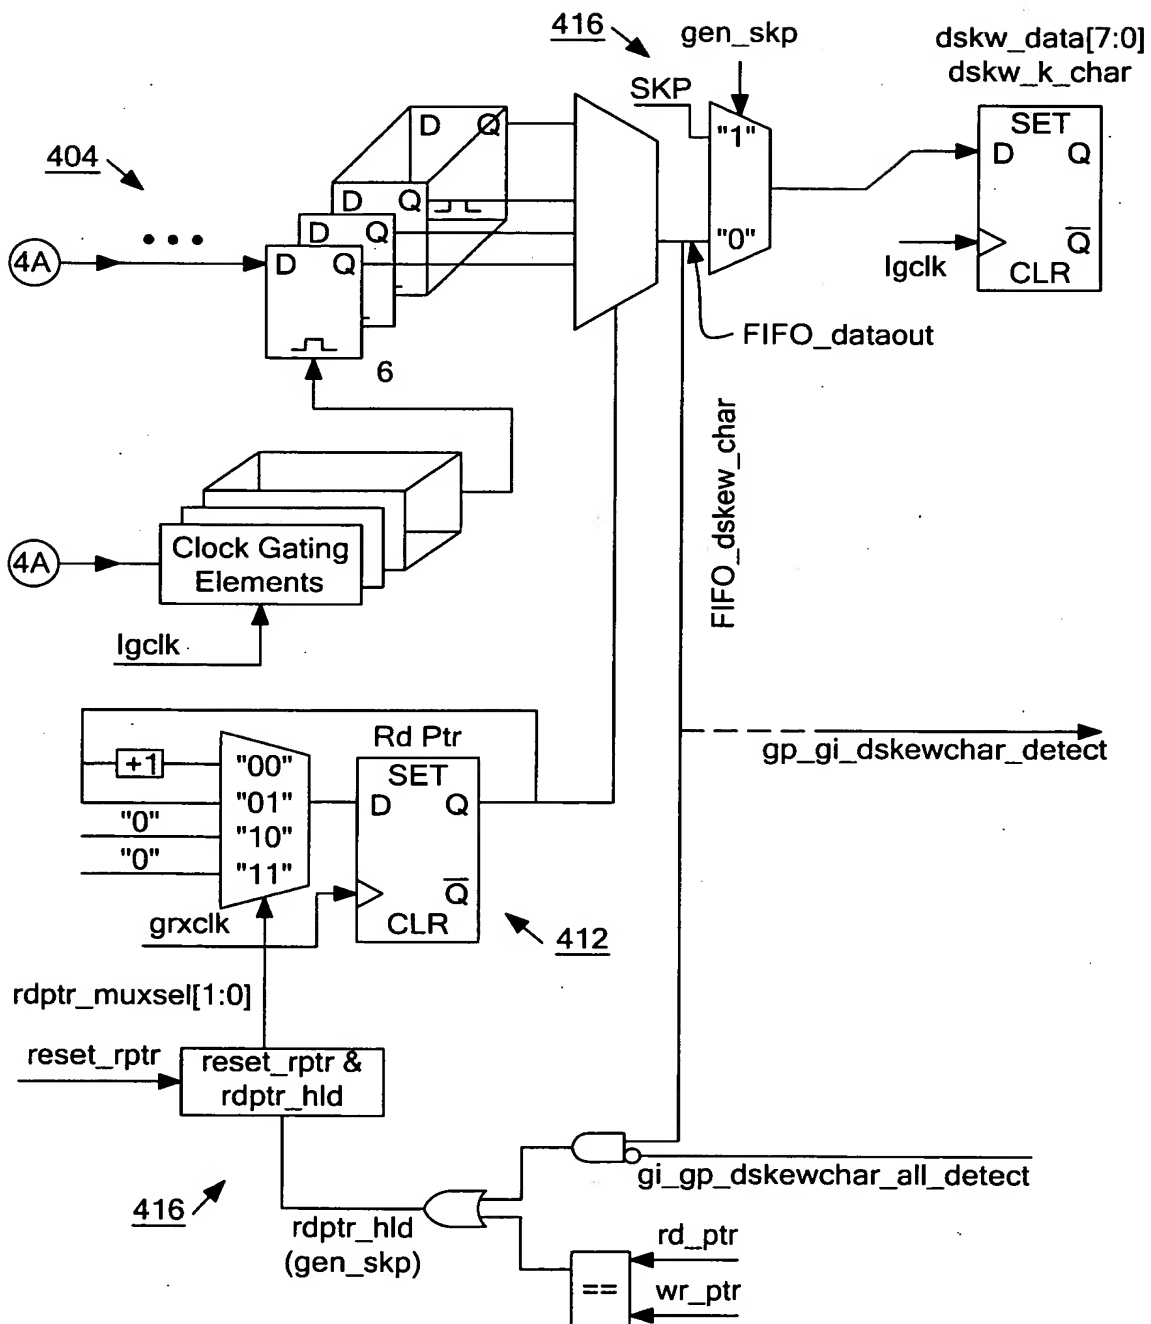 416
gen_skp
dskw_data[7:0]
dskw_k_char
SKP
"1"
"0"
SET
D Q
Q
CLR
lgclk
404
D Q
D Q
D Q
D Q
4A
6
FIFO_dataout
FIFO_dskew_char
4A
Clock Gating
Elements
lgclk
Rd Ptr
+1
"00"
"01"
"10"
"11"
"0"
"0"
SET
D Q
Q
CLR
grxclk
412
gp_gi_dskewchar_detect
rdptr_muxsel[1:0]
reset_rptr
reset_rptr &
rdptr_hld
416
rdptr_hld
(gen_skp)
gi_gp_dskewchar_all_detect
rd_ptr
==
wr_ptr